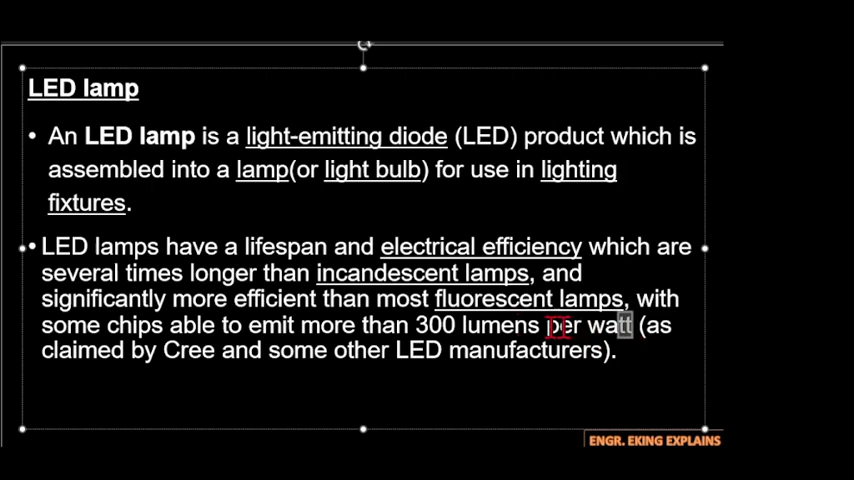 LED lamp
• An LED lamp is a light-emitting diode (LED) product which is
assembled into a lamp(or light bulb) for use in lighting
fixtures.
• LED lamps have a lifespan and electrical efficiency which are
several times longer than incandescent lamps, and
significantly more efficient than most fluorescent lamps, with
some chips able to emit more than 300 lumens per watt (as
claimed by Cree and some other LED manufacturers).
ENGR. EKING EXPLAINS